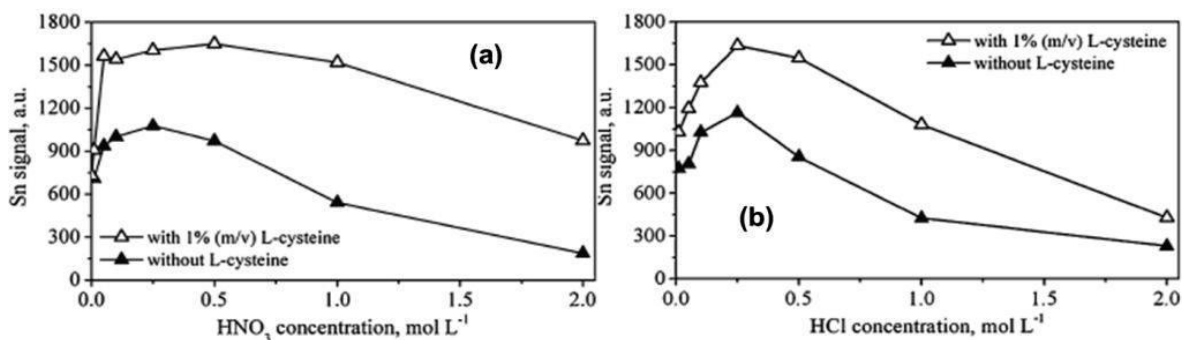 1800
1500
1200
900
600
300
0
Sn signal, a.u.
(a)
with 1% (m/v) L-cysteine
without L-cysteine
0.0 0.5 1.0 1.5 2.0
HNO₃ concentration, mol L⁻¹
1800
1500
1200
900
600
300
0
Sn signal, a.u.
with 1% (m/v) L-cysteine
without L-cysteine
(b)
0.0 0.5 1.0 1.5 2.0
HCl concentration, mol L⁻¹